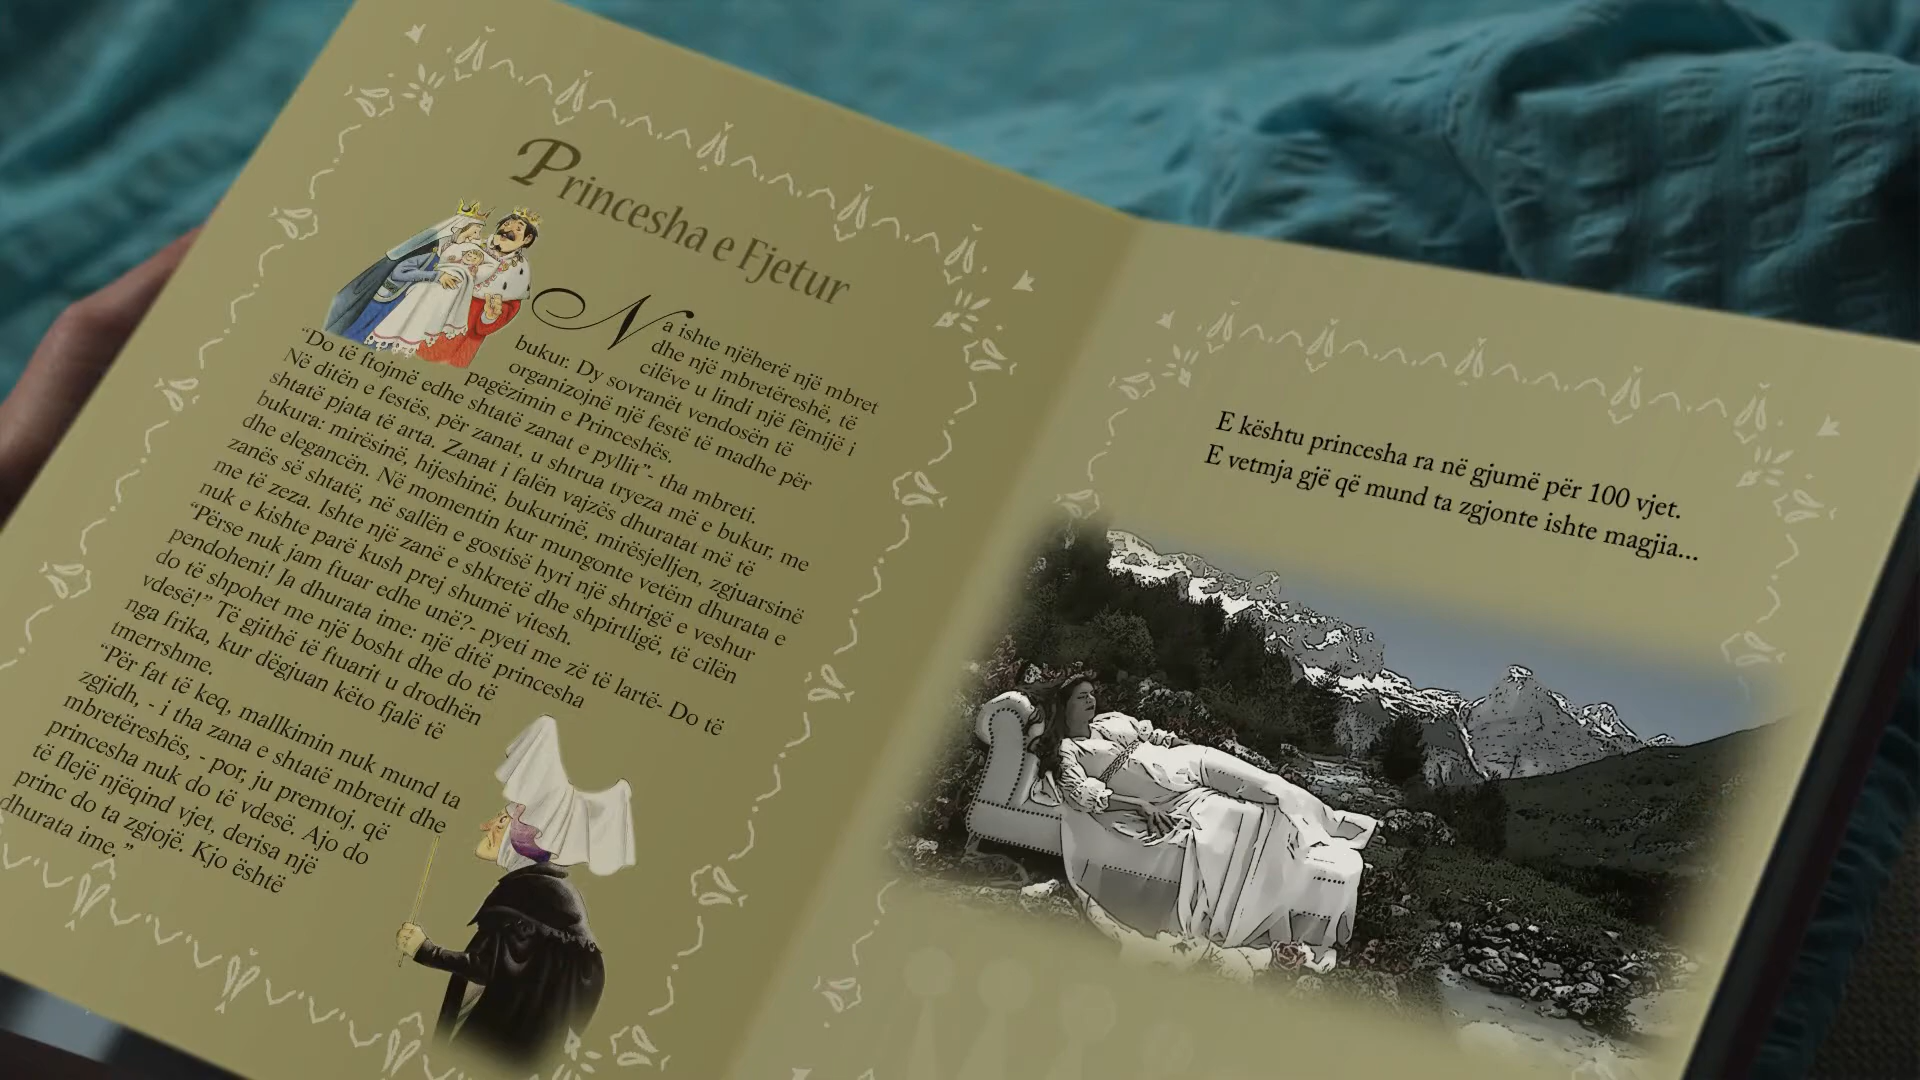 Princesha e Fjetur
Na ishte njëherë një mbret
dhe një mbretëreshë, të
cilëve u lindi një fëmijë i
bukur. Dy sovranët vendosën të
organizojnë një festë të madhe për
pagëzimin e Princeshës.
“Do të ftojmë edhe shtatë zanat e pyllit”- tha mbreti.
Në ditën e festës, për zanat, u shtrua tryeza më e bukur, me
shtatë pjata të arta. Zanat i falën vajzës dhuratat më të
bukura: mirësinë, hijeshinë, bukurinë, mirësjelljen, zgjuarsinë
dhe elegancën. Në momentin kur mungonte vetëm dhurata e
zanës së shtatë, në sallën e gostisë hyri një shtrigë e veshur
me të zeza. Ishte një zanë e shkretë dhe shpirtligë, të cilën
nuk e kishte parë kush prej shumë vitesh.
“Përse nuk jam ftuar edhe unë?- pyeti me zë të lartë- Do të
pendoheni! Ja dhurata ime: një ditë princesha
do të shpohet me një bosht dhe do të
vdesë!” Të gjithë të ftuarit u drodhën
nga frika, kur dëgjuan këto fjalë të
tmerrshme.
“Për fat të keq, mallkimin nuk mund ta
zgjidh, - i tha zana e shtatë mbretit dhe
mbretëreshës, - por, ju premtoj, që
princesha nuk do të vdesë. Ajo do
të flejë njëqind vjet, derisa një
princ do ta zgjojë. Kjo është
dhurata ime.”
E kështu princesha ra në gjumë për 100 vjet.
E vetmja gjë që mund ta zgjonte ishte magjia...